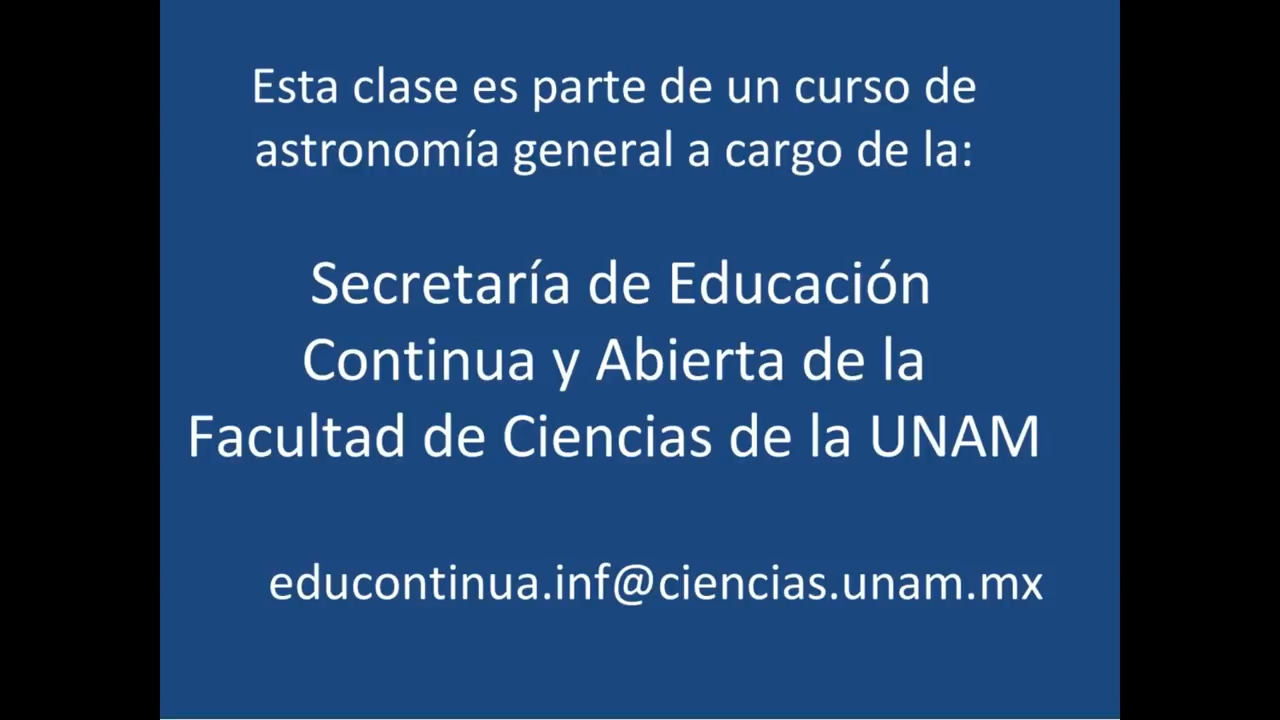 Esta clase es parte de un curso de
astronomía general a cargo de la:
Secretaría de Educación
Continua y Abierta de la
Facultad de Ciencias de la UNAM
educontinua.inf@ciencias.unam.mx